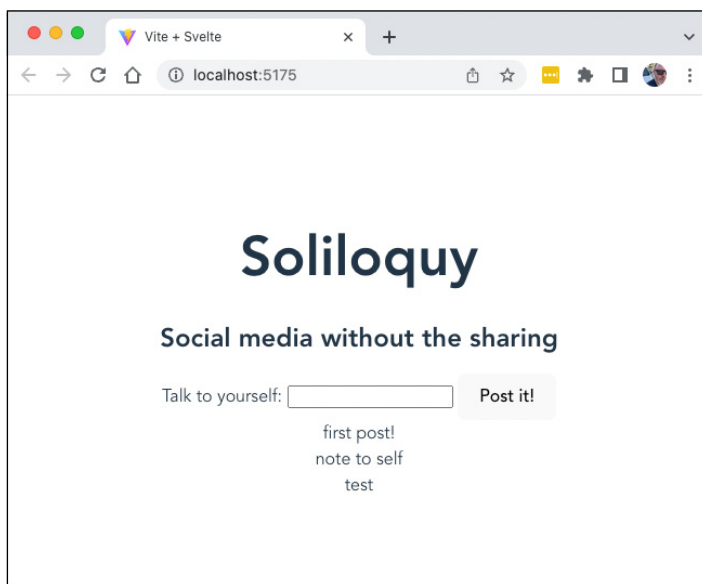 Vite + Svelte
localhost:5175
Soliloquy
Social media without the sharing
Talk to yourself: Post it!
first post!
note to self
test